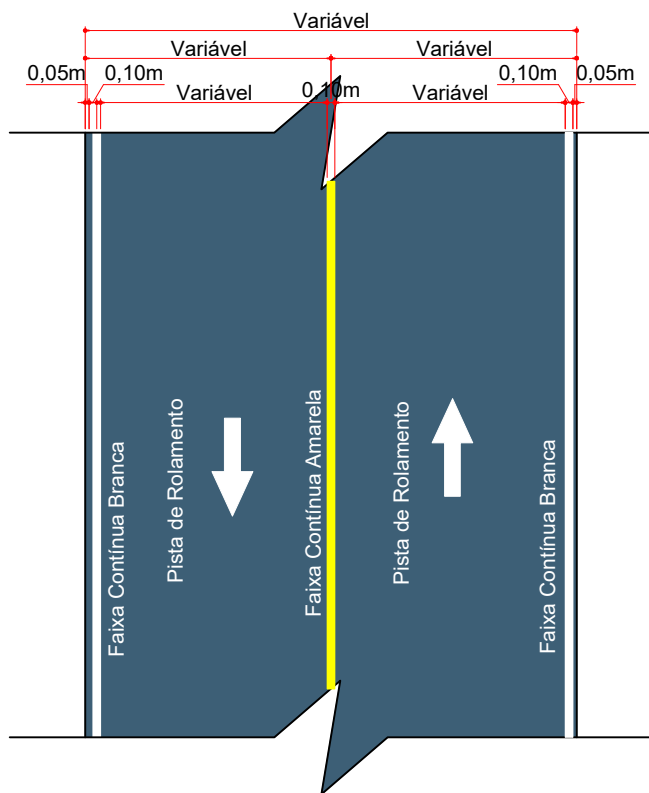 Variável
Variável
Variável
0,05m
0,10m
Variável
0,10m
Variável
0,10m
0,05m
Faixa Contínua Branca
Pista de Rolamento
Faixa Contínua Amarela
Pista de Rolamento
Faixa Contínua Branca